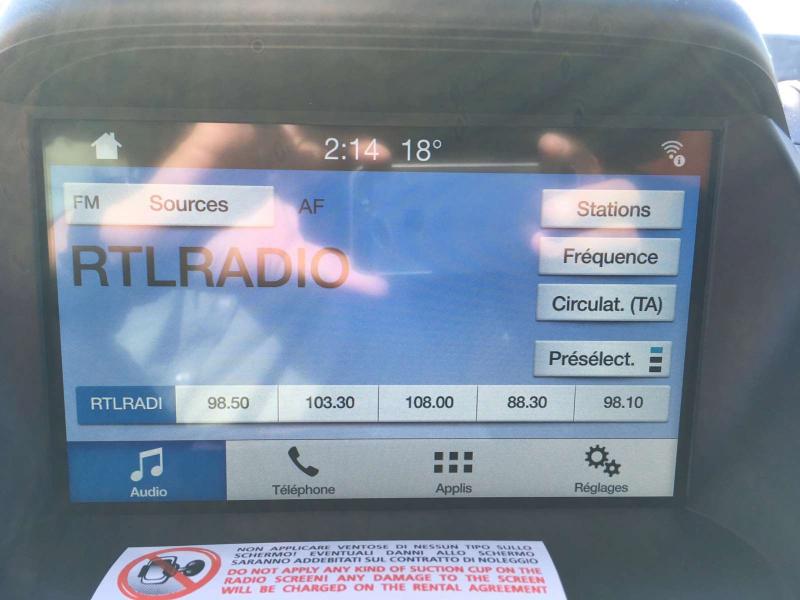 2:14 18°
FM Sources AF Stations
RTLRADIO
Fréquence
Circulat. (TA)
Présélect.
RTLRADI 98.50 103.30 108.00 88.30 98.10
Audio Téléphone Applis Réglages
NON APPLICARE VENTOSE DI NESSUN TIPO SULLO
SCHERMO! EVENTUALI DANNI ALLO SCHERMO
SARANNO ADDEBITATI SUL CONTRATTO DI NOLEGGIO
DO NOT APPLY ANY KIND OF SUCTION CUP ON THE
RADIO SCREEN! ANY DAMAGE TO THE SCREEN
WILL BE CHARGED ON THE RENTAL AGREEMENT